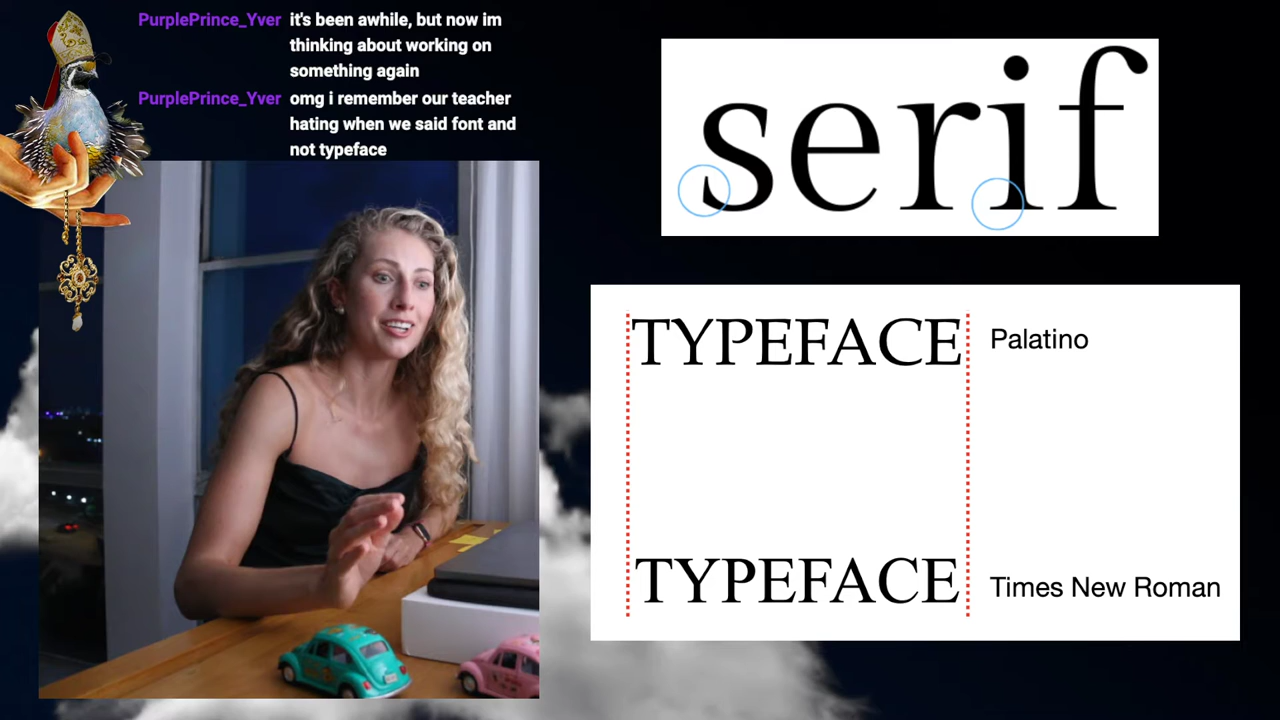 PurplePrince_Yver it's been awhile, but now im
thinking about working on
something again
PurplePrince_Yver omg i remember our teacher
hating when we said font and
not typeface
serif
TYPEFACE Palatino
TYPEFACE Times New Roman